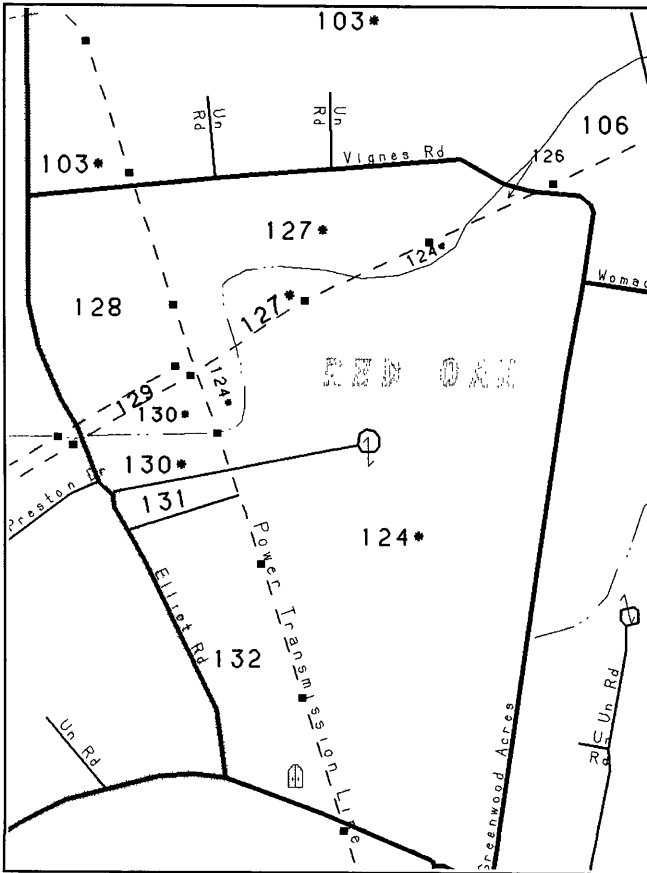 103*
Un Rd
Un Rd
106
103*
Vignes Rd
126
127*
124*
Womac
128
127*
RED OAK
124*
129
130*
130*
Preston Dr
131
124*
Power Transmission Line
Elliot Rd
132
Un Rd
Un Rd
Un Rd
Greenwood Acres